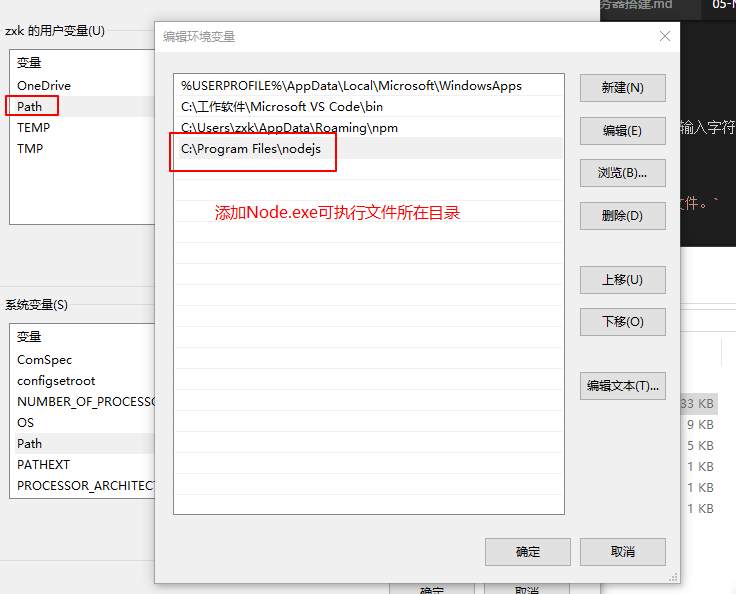 zxk 的用户变量(U)
变量
OneDrive
Path
TEMP
TMP
系统变量(S)
变量
ComSpec
configsetroot
NUMBER_OF_PROCESSO
OS
Path
PATHEXT
PROCESSOR_ARCHITECT
编辑环境变量
%USERPROFILE%\AppData\Local\Microsoft\WindowsApps
C:\工作软件\Microsoft VS Code\bin
C:\Users\zxk\AppData\Roaming\npm
C:\Program Files\nodejs
添加Node.exe可执行文件所在目录
新建(N)
编辑(E)
浏览(B)...
删除(D)
上移(U)
下移(O)
编辑文本(T)...
确定
取消
确定
取消
务器搭建.md
输入字符
文件。`
33 KB
9 KB
5 KB
1 KB
1 KB
1 KB